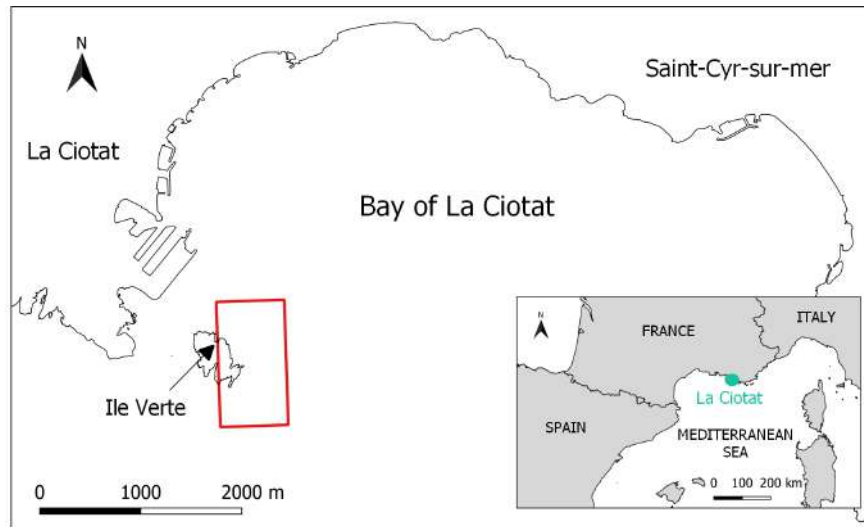 N
Saint-Cyr-sur-mer
La Ciotat
Bay of La Ciotat
Ile Verte
0 1000 2000 m
N
FRANCE
ITALY
La Ciotat
SPAIN
MEDITERRANEAN
SEA
0 100 200 km